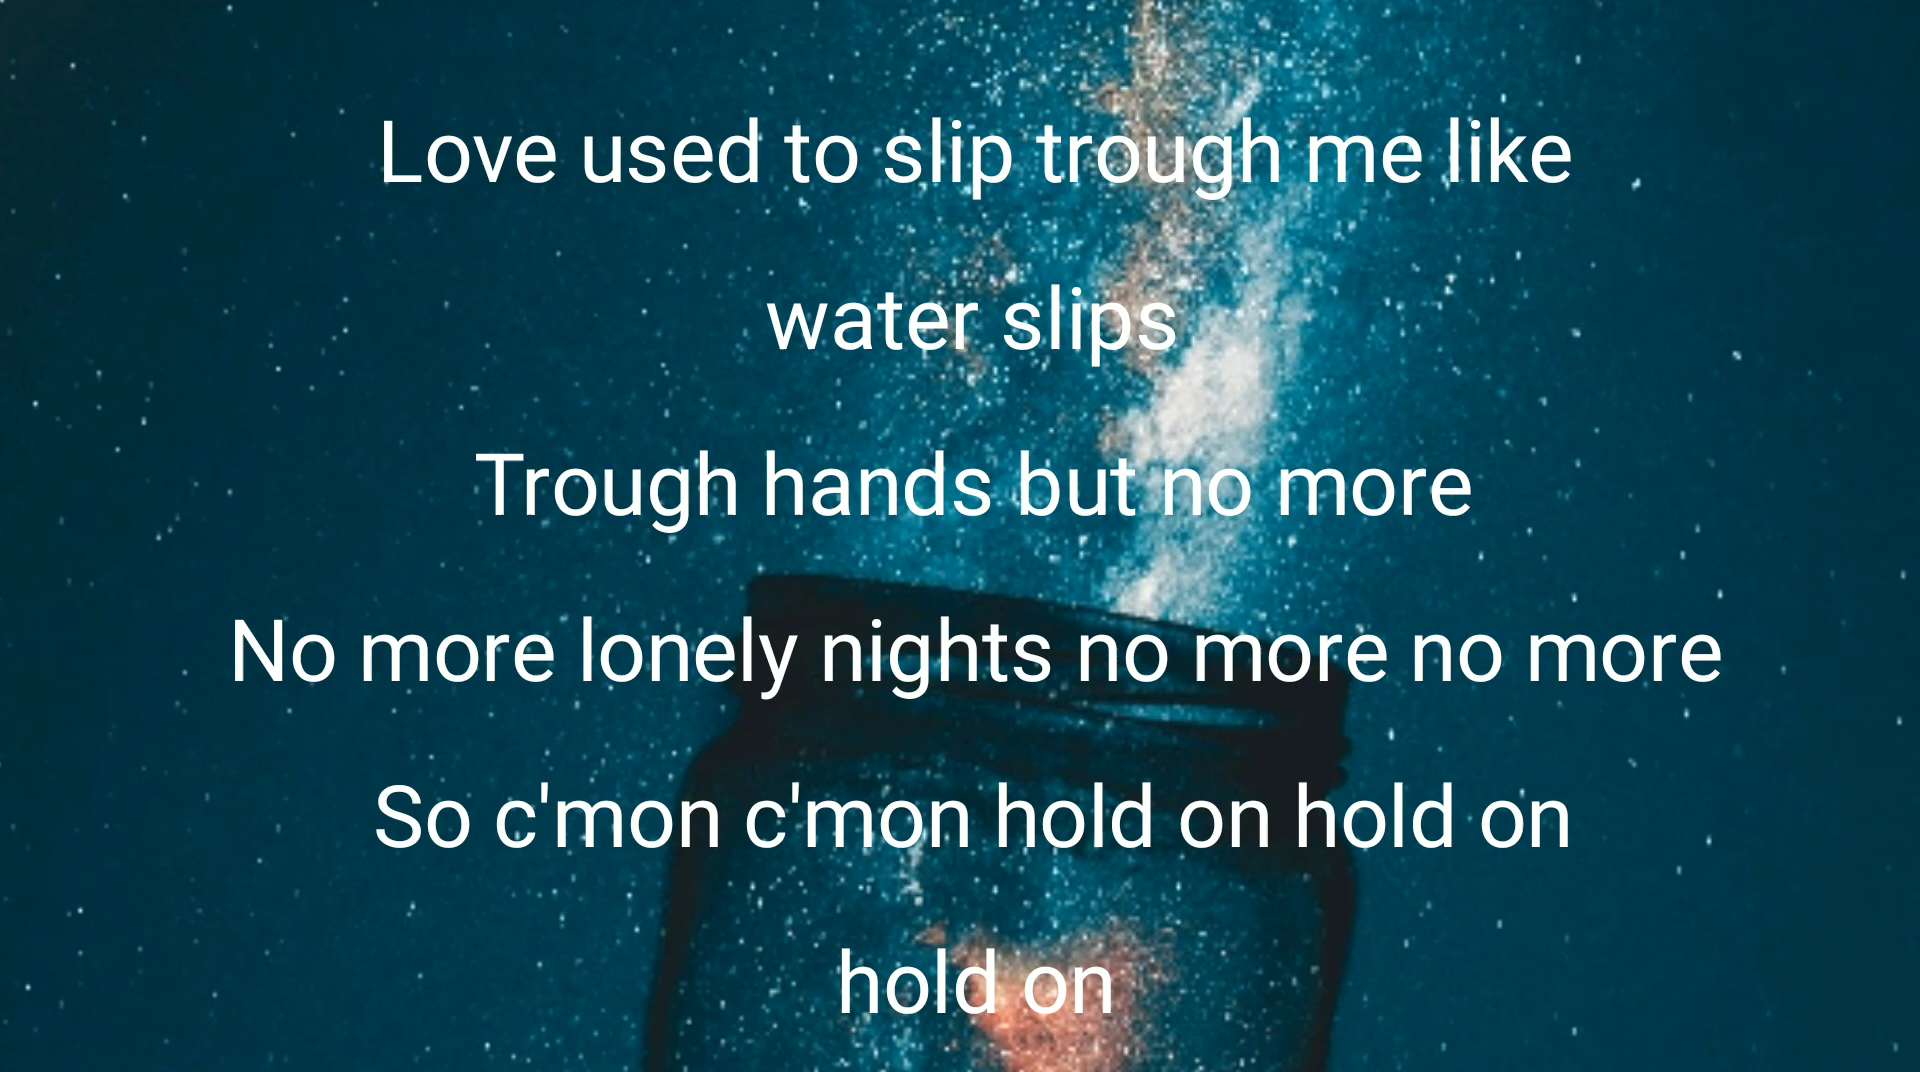 Love used to slip trough me like
water slips
Trough hands but no more
No more lonely nights no more no more
So c'mon c'mon hold on hold on
hold on